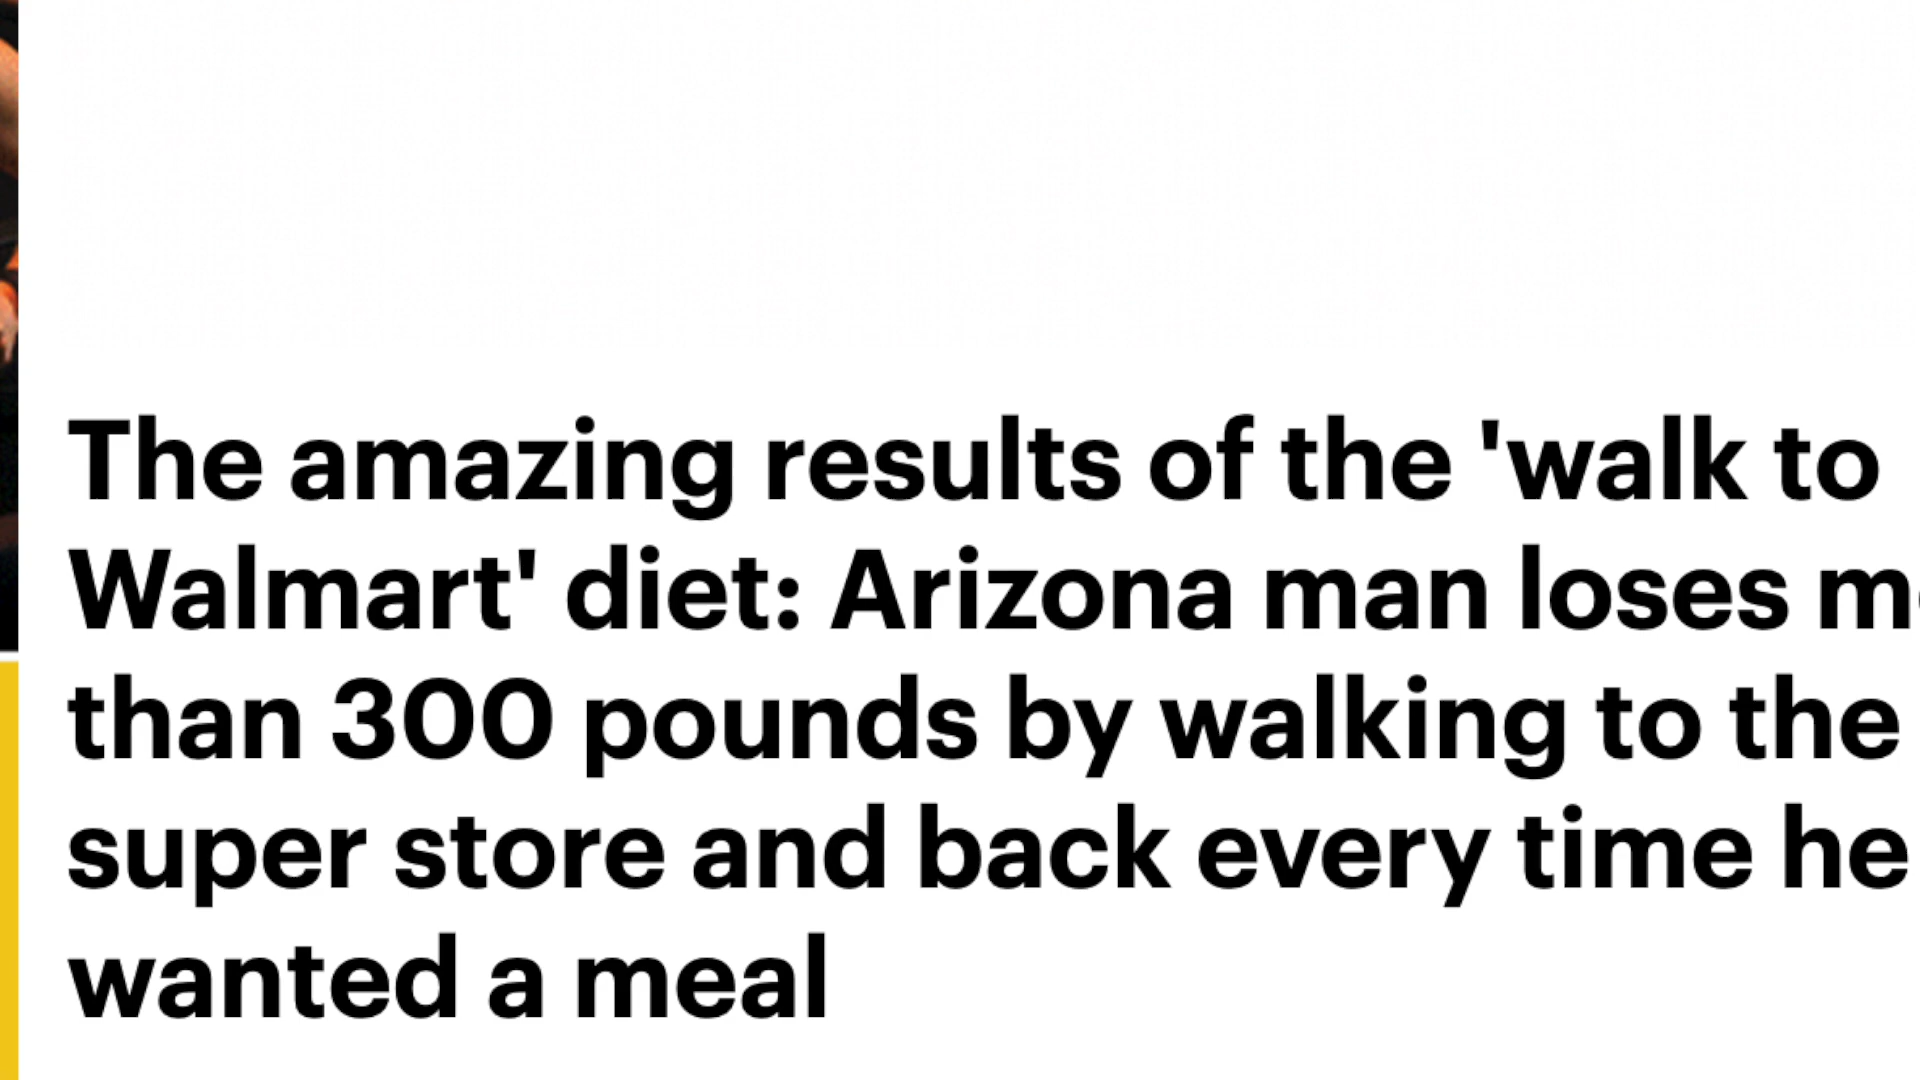 The amazing results of the 'walk to
Walmart' diet: Arizona man loses
than 300 pounds by walking to the
super store and back every time he
wanted a meal